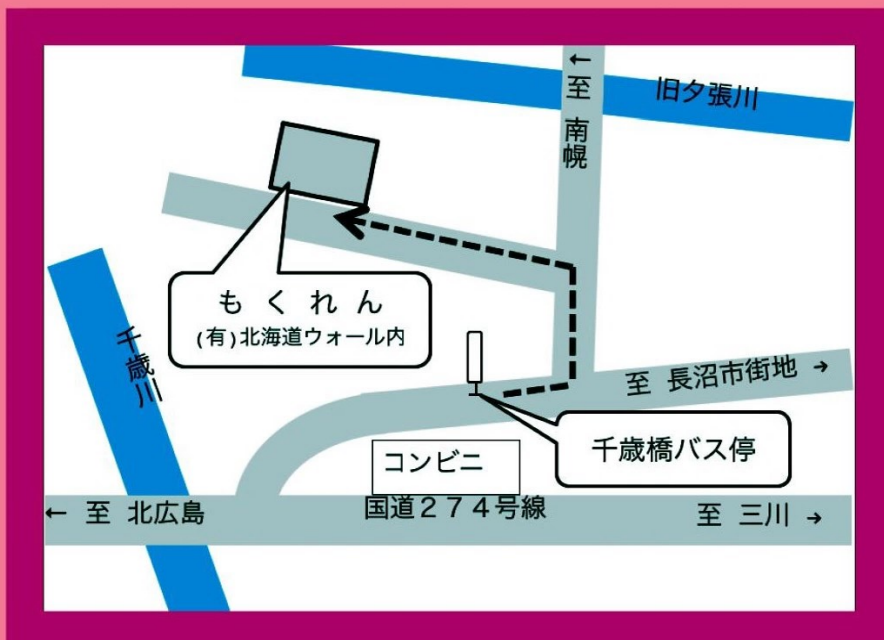 旧夕張川
← 至 南幌
もくれん
(有)北海道ウォール内
千歳川
至 長沼市街地 →
千歳橋バス停
コンビニ
国道２７４号線
← 至 北広島
至 三川 →